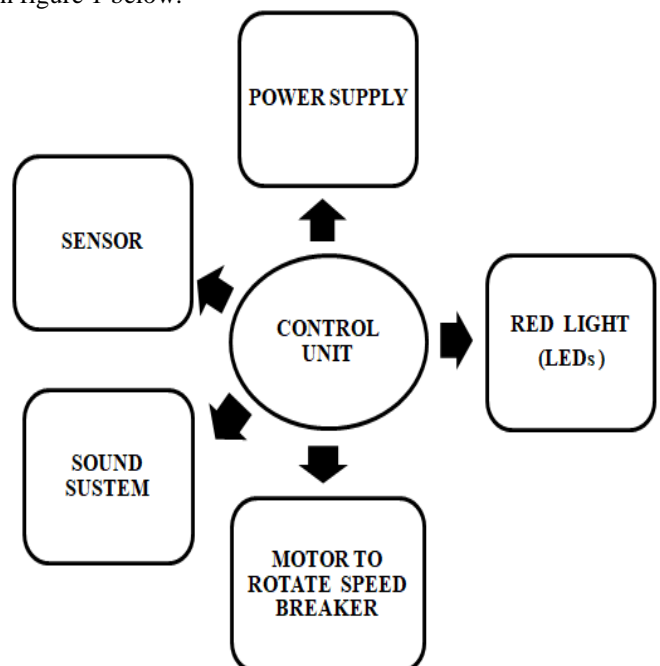 n figure 1 below.
POWER SUPPLY
SENSOR
CONTROL
UNIT
RED LIGHT
(LEDs)
SOUND
SUSTEM
MOTOR TO
ROTATE SPEED
BREAKER